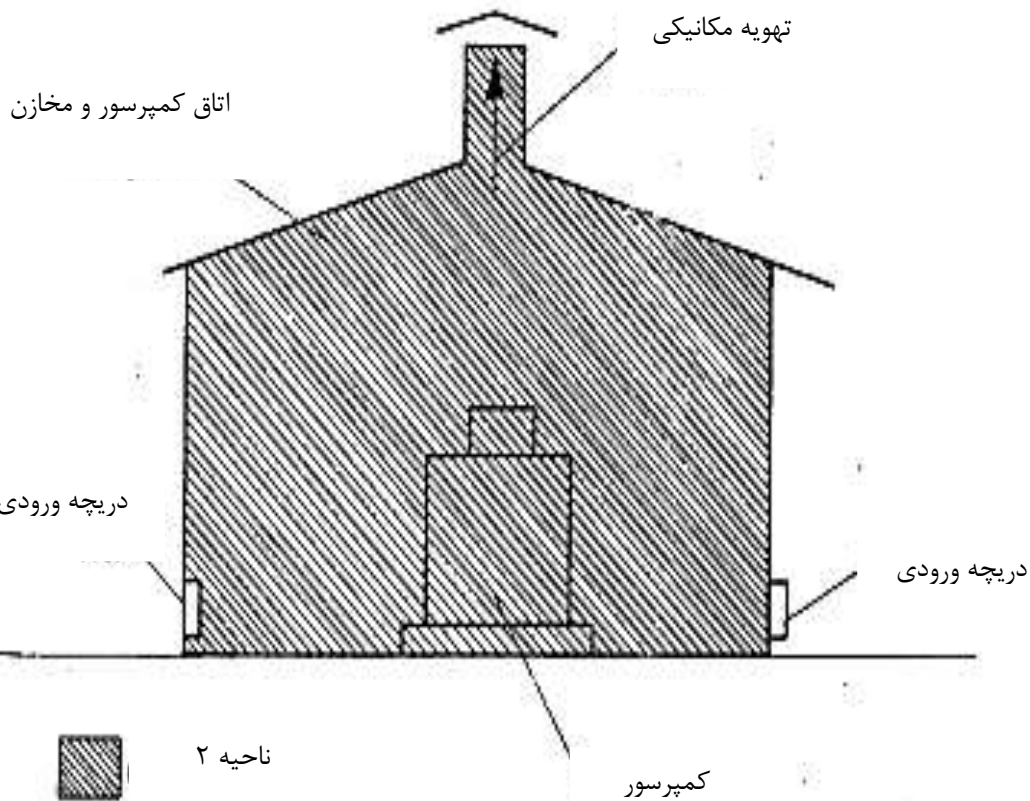 تهویه مکانیکی
اتاق کمپرسور و مخازن
دریچه ورودی
دریچه ورودی
ناحیه ۲
کمپرسور